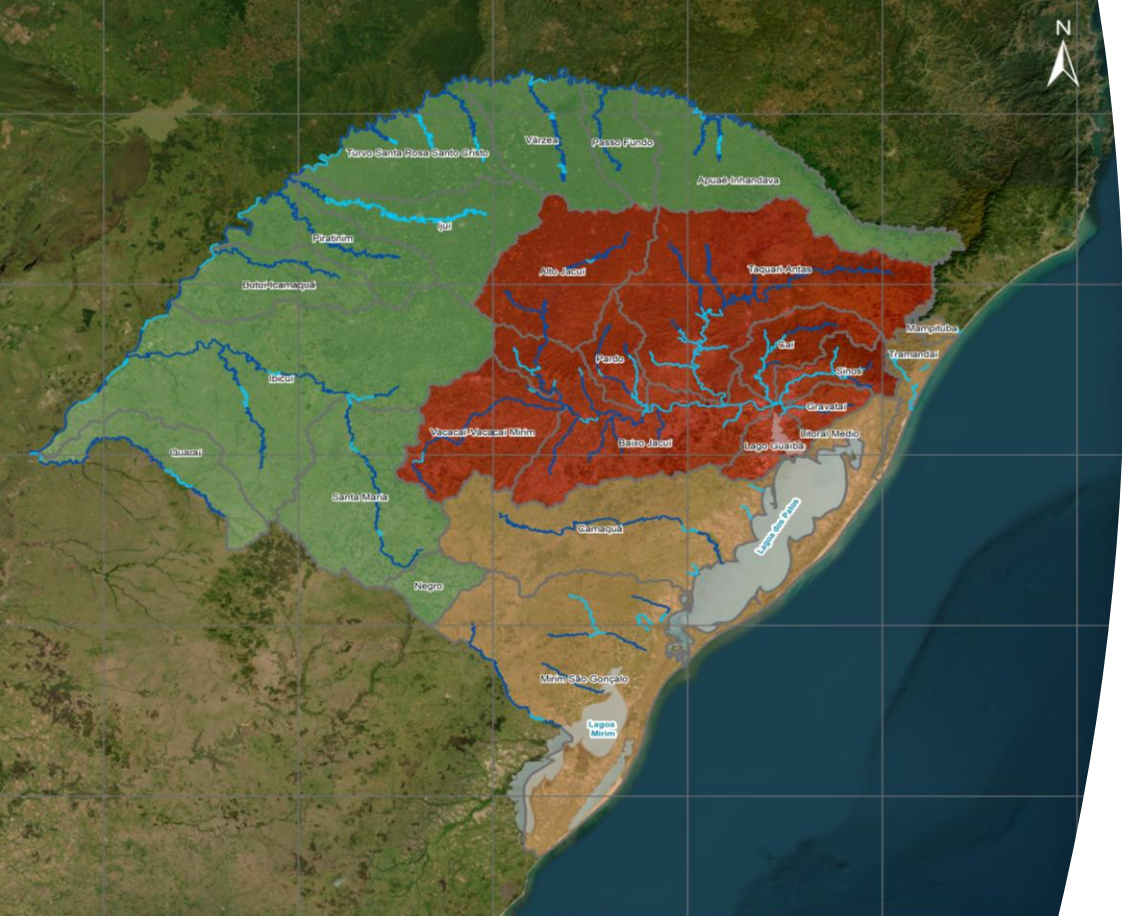 N
Várzea
Passo Fundo
Turvo Santa Rosa Santo Cristo
Apuaê-Inhandava
Ijuí
Piratinim
Alto Jacuí
Taquari-Antas
Butuí-Icamaquã
Mampituba
Caí
Tramandaí
Pardo
Sinos
Ibicuí
Gravataí
Vacacaí-Vacacaí Mirim
Litoral Médio
Baixo Jacuí
Lago Guaíba
Quaraí
Santa Maria
Camaquã
Lagoa dos Patos
Negro
Mirim São Gonçalo
Lagoa
Mirim